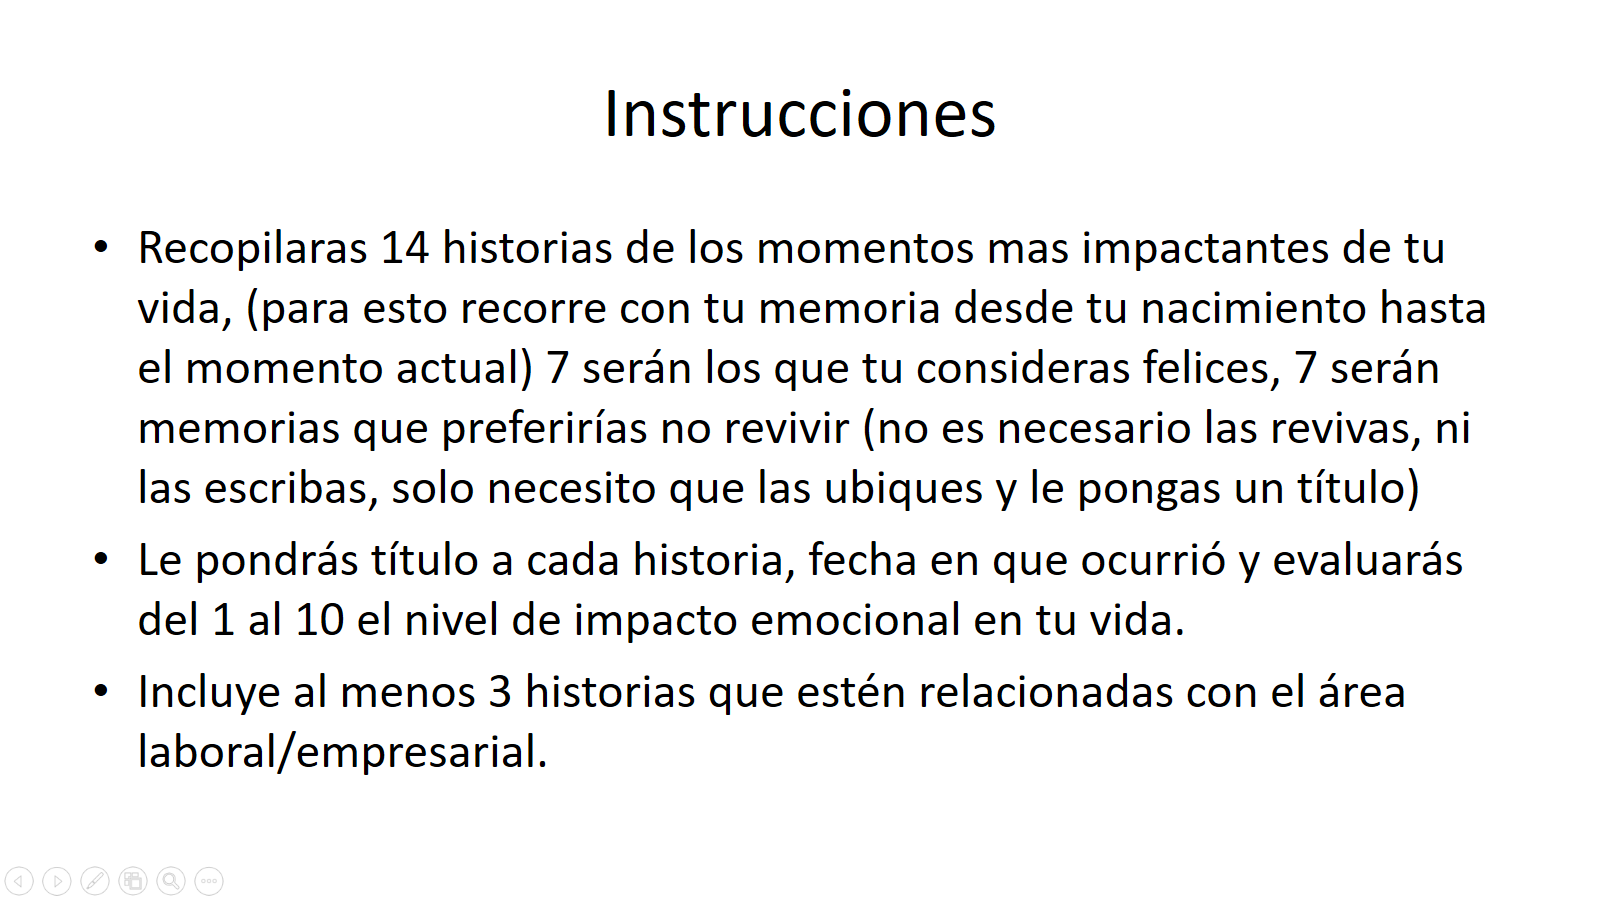 Instrucciones
• Recopilaras 14 historias de los momentos mas impactantes de tu
vida, (para esto recorre con tu memoria desde tu nacimiento hasta
el momento actual) 7 serán los que tu consideras felices, 7 serán
memorias que preferirías no revivir (no es necesario las revivas, ni
las escribas, solo necesito que las ubiques y le pongas un título)
• Le pondrás título a cada historia, fecha en que ocurrió y evaluarás
del 1 al 10 el nivel de impacto emocional en tu vida.
• Incluye al menos 3 historias que estén relacionadas con el área
laboral/empresarial.